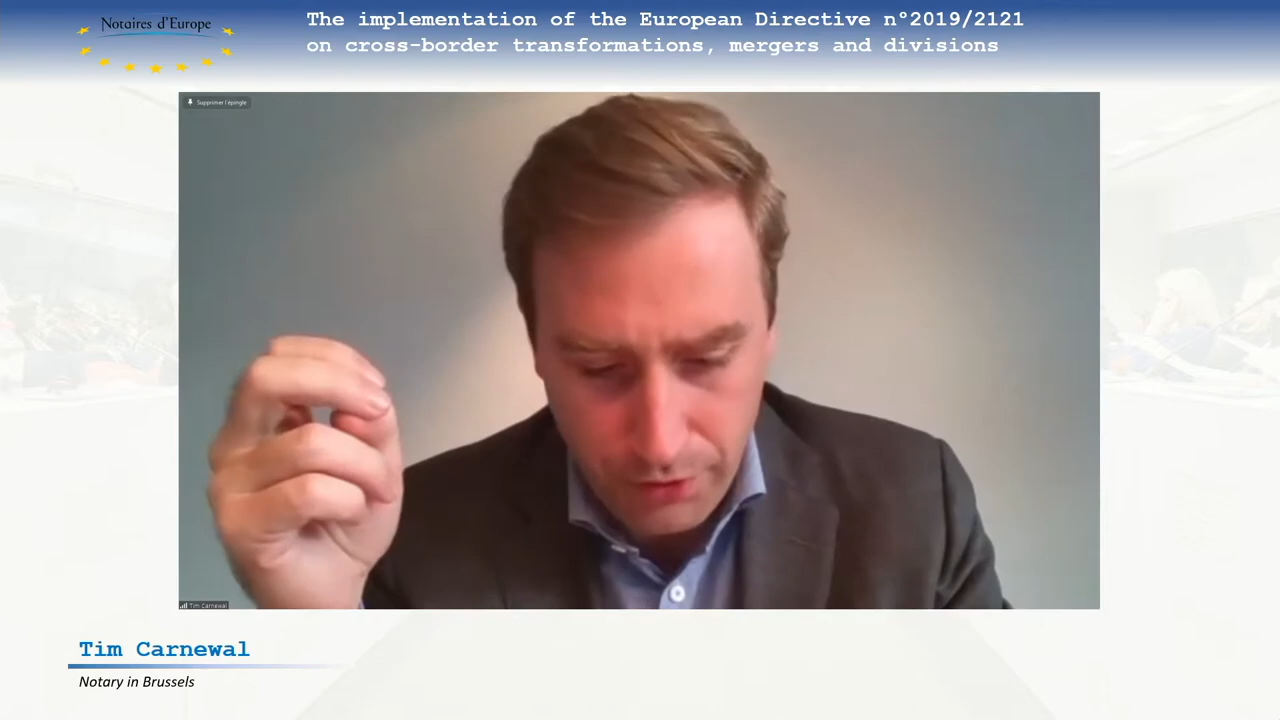 Notaires d'Europe
The implementation of the European Directive n°2019/2121
on cross-border transformations, mergers and divisions
Supprimer l'épingle
Tim Carnewal
Tim Carnewal
Notary in Brussels